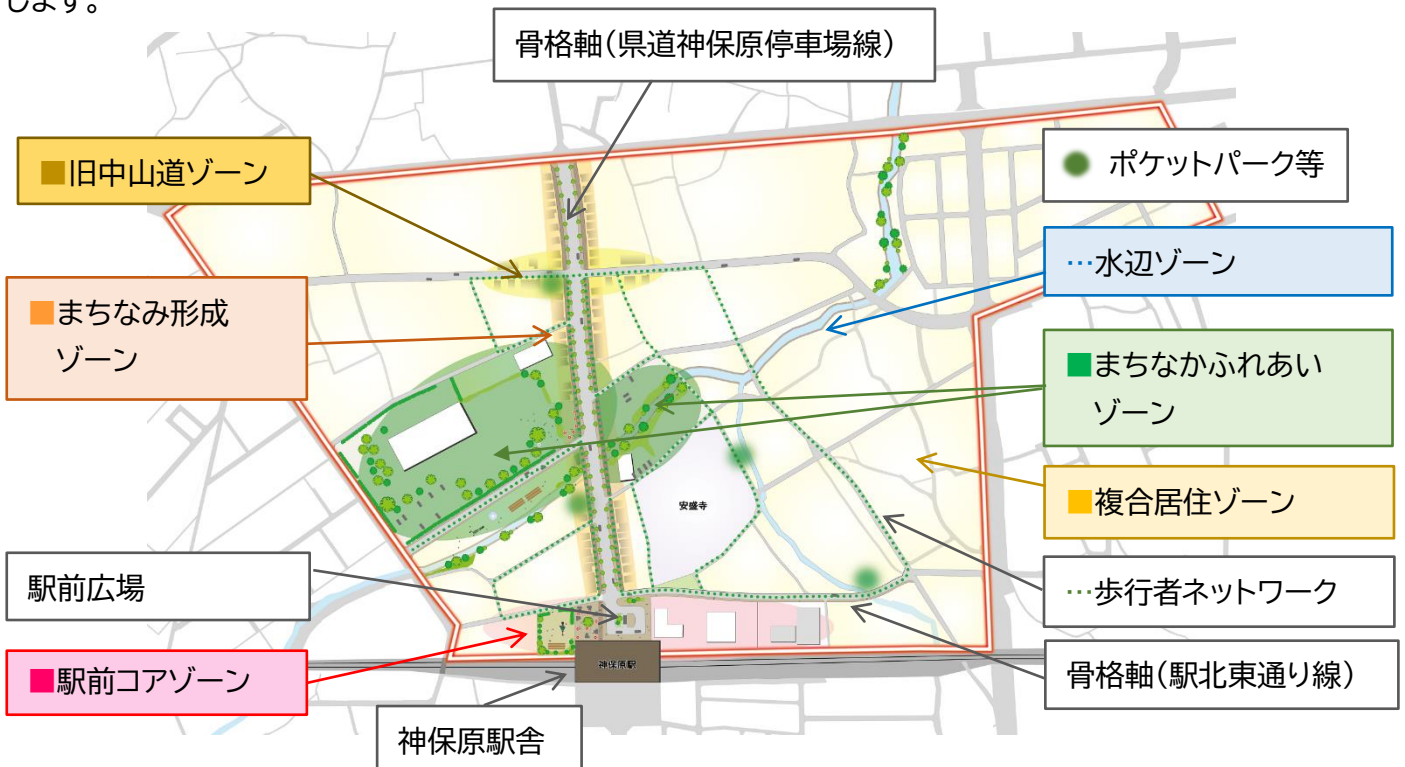 します。
骨格軸(県道神保原停車場線)
■旧中山道ゾーン
ポケットパーク等
…水辺ゾーン
■まちなみ形成
ゾーン
■まちなかふれあい
ゾーン
安盛寺
■複合居住ゾーン
駅前広場
…歩行者ネットワーク
神保原駅
■駅前コアゾーン
骨格軸(駅北東通り線)
神保原駅舎